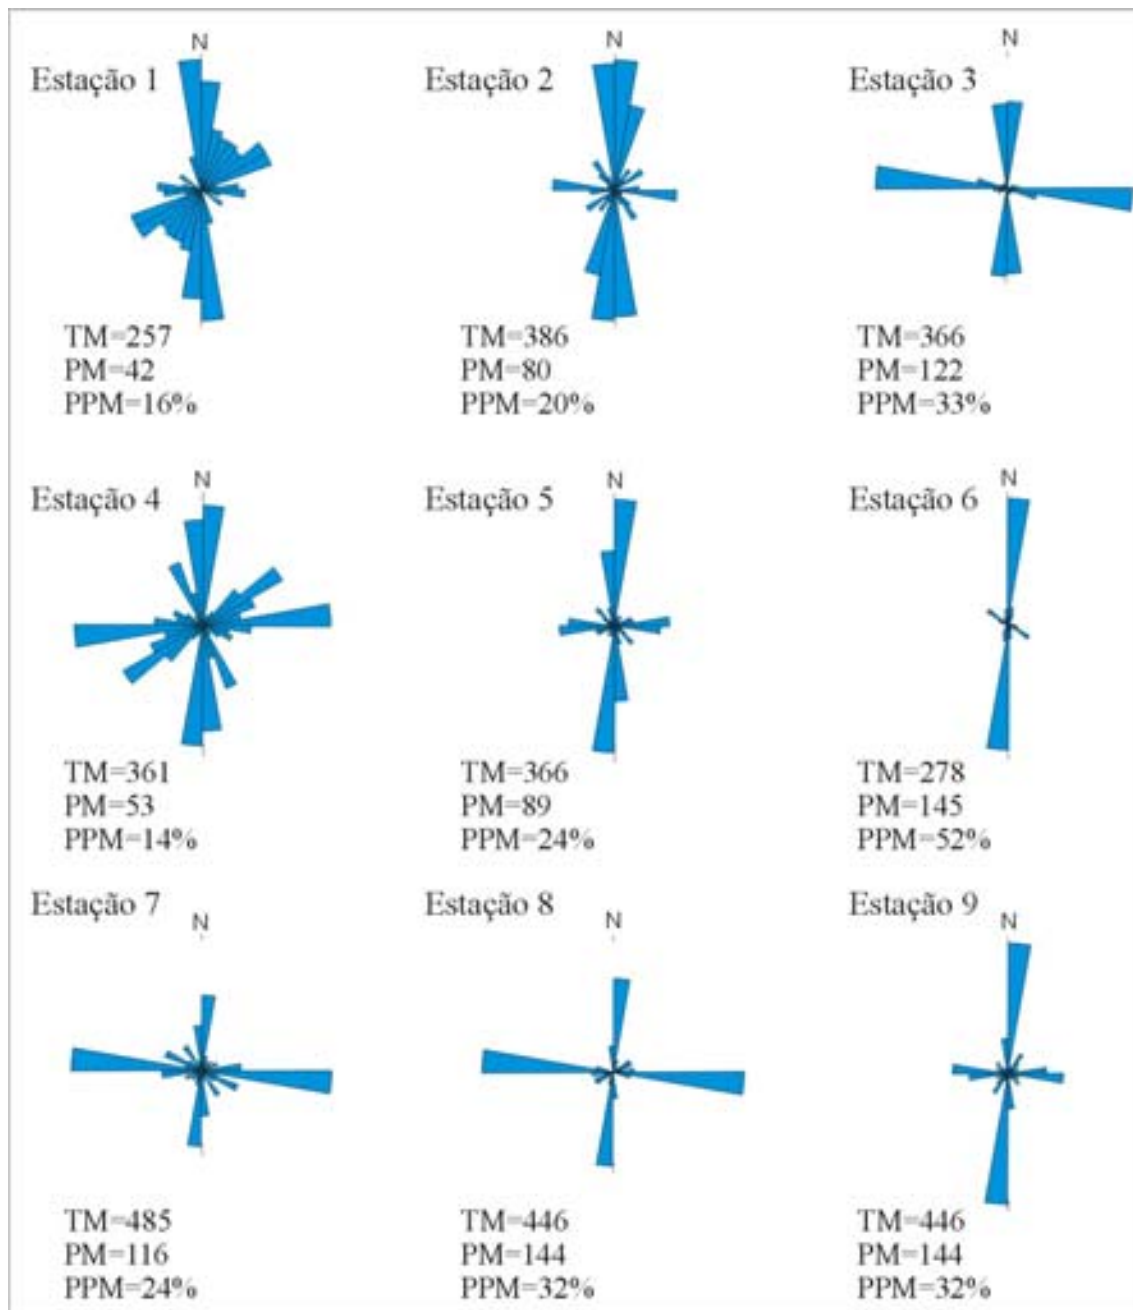 N
Estação 1
TM=257
PM=42
PPM=16%
N
Estação 2
TM=386
PM=80
PPM=20%
N
Estação 3
TM=366
PM=122
PPM=33%
N
Estação 4
TM=361
PM=53
PPM=14%
N
Estação 5
TM=366
PM=89
PPM=24%
N
Estação 6
TM=278
PM=145
PPM=52%
Estação 7
N
TM=485
PM=116
PPM=24%
Estação 8
N
TM=446
PM=144
PPM=32%
Estação 9
N
TM=446
PM=144
PPM=32%